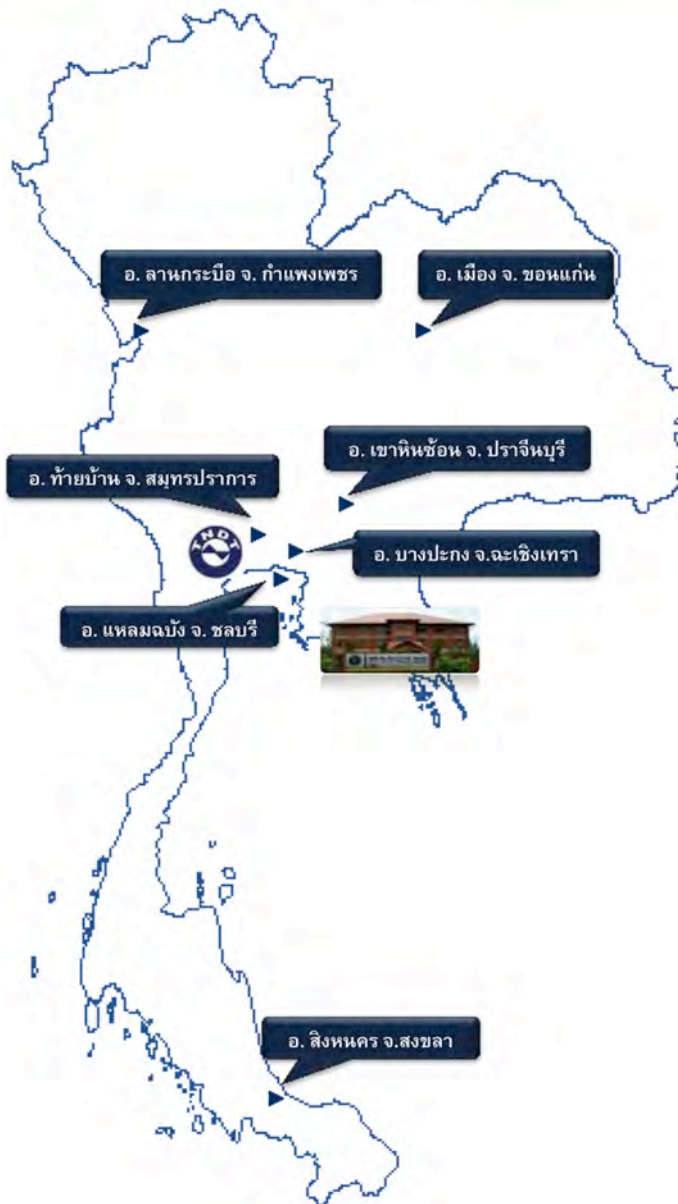 อ. ลานกระบือ จ. กำแพงเพชร
อ. เมือง จ. ขอนแก่น
อ. เขาหินซ้อน จ. ปราจีนบุรี
อ. ท้ายบ้าน จ. สมุทรปราการ
TNDT
อ. บางปะกง จ.ฉะเชิงเทรา
อ. แหลมฉบัง จ. ชลบุรี
อ. สิงหนคร จ.สงขลา